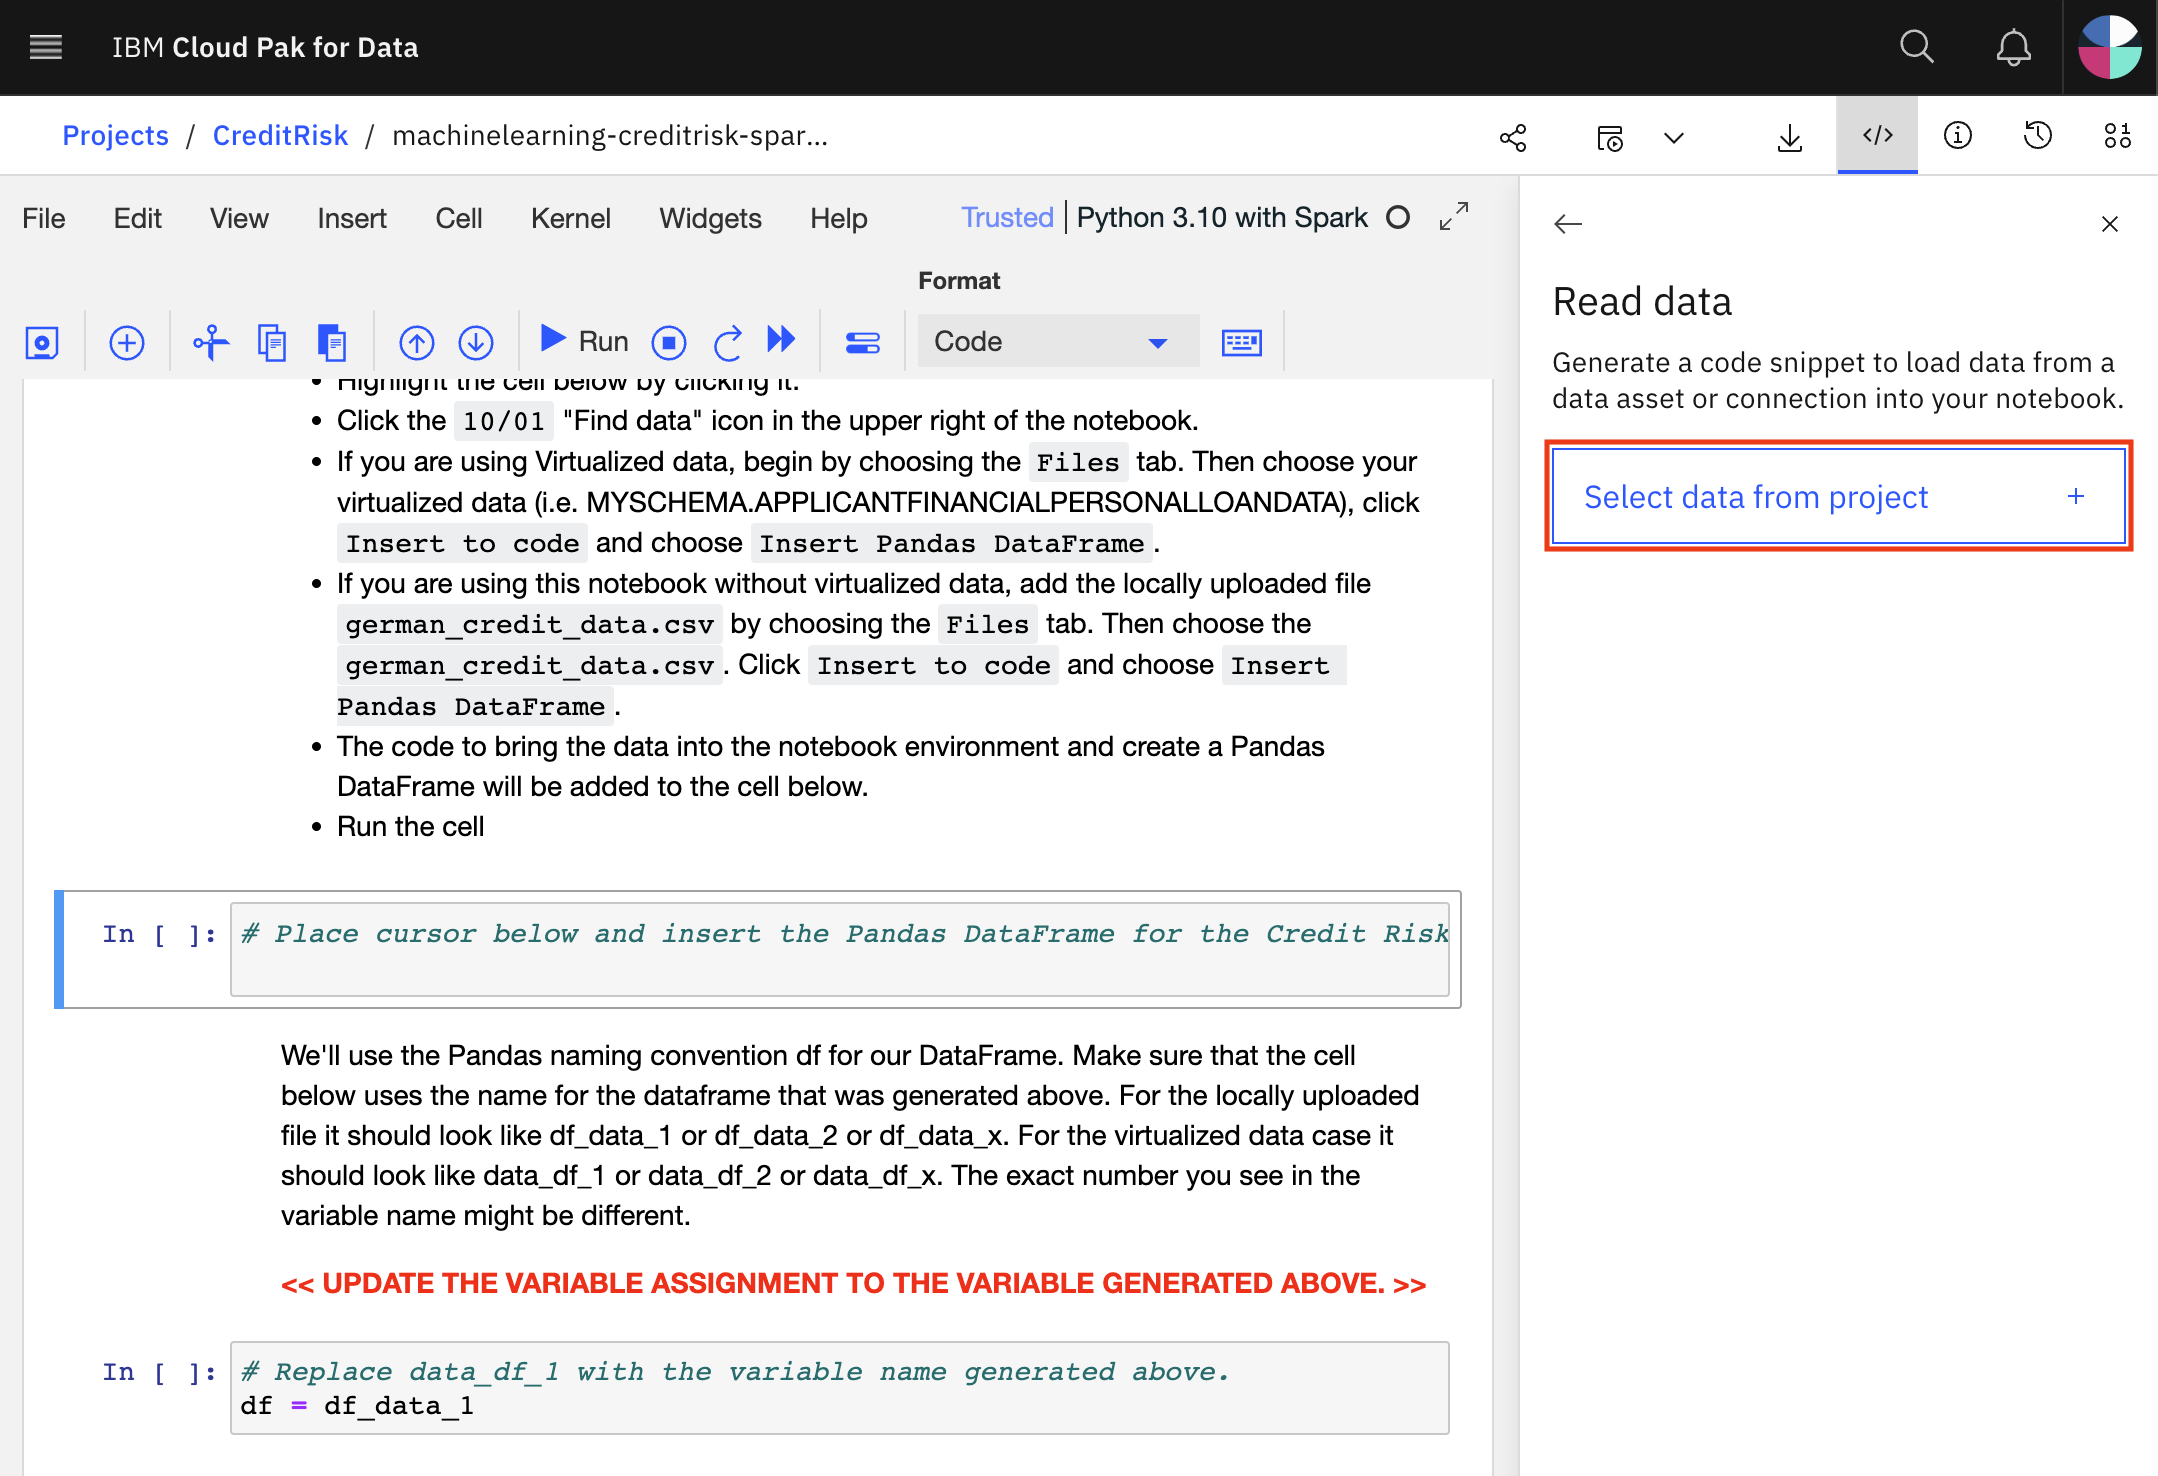 IBM Cloud Pak for Data
Projects / CreditRisk / machinelearning-creditrisk-spar...
File Edit View Insert Cell Kernel Widgets Help Trusted | Python 3.10 with Spark
Format
Run Code
Highlight the cell below by clicking it.
Click the 10/01 "Find data" icon in the upper right of the notebook.
If you are using Virtualized data, begin by choosing the Files tab. Then choose your
virtualized data (i.e. MYSCHEMA.APPLICANTFINANCIALPERSONALLOANDATA), click
Insert to code and choose Insert Pandas DataFrame.
If you are using this notebook without virtualized data, add the locally uploaded file
german_credit_data.csv by choosing the Files tab. Then choose the
german_credit_data.csv. Click Insert to code and choose Insert
Pandas DataFrame.
The code to bring the data into the notebook environment and create a Pandas
DataFrame will be added to the cell below.
Run the cell
In [ ]: # Place cursor below and insert the Pandas DataFrame for the Credit Risk
We'll use the Pandas naming convention df for our DataFrame. Make sure that the cell
below uses the name for the dataframe that was generated above. For the locally uploaded
file it should look like df_data_1 or df_data_2 or df_data_x. For the virtualized data case it
should look like data_df_1 or data_df_2 or data_df_x. The exact number you see in the
variable name might be different.
<< UPDATE THE VARIABLE ASSIGNMENT TO THE VARIABLE GENERATED ABOVE. >>
In [ ]: # Replace data_df_1 with the variable name generated above.
df = df_data_1
Read data
Generate a code snippet to load data from a
data asset or connection into your notebook.
Select data from project +